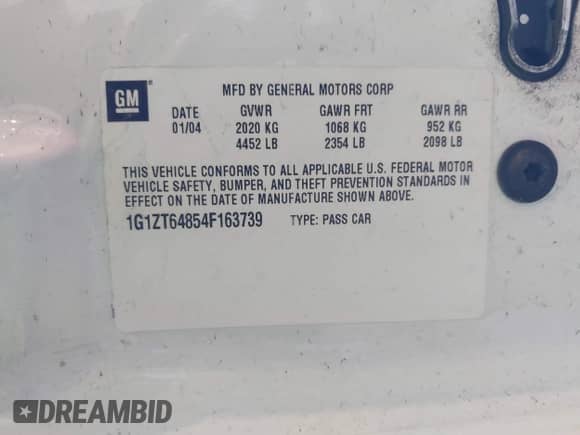 GM
MFD BY GENERAL MOTORS CORP
DATE GVWR GAWR FRT GAWR RR
01/04 2020 KG 1068 KG 952 KG
4452 LB 2354 LB 2098 LB
THIS VEHICLE CONFORMS TO ALL APPLICABLE U.S. FEDERAL MOTOR
VEHICLE SAFETY, BUMPER, AND THEFT PREVENTION STANDARDS IN
EFFECT ON THE DATE OF MANUFACTURE SHOWN ABOVE.
1G1ZT64854F163739 TYPE: PASS CAR
DREAMBID